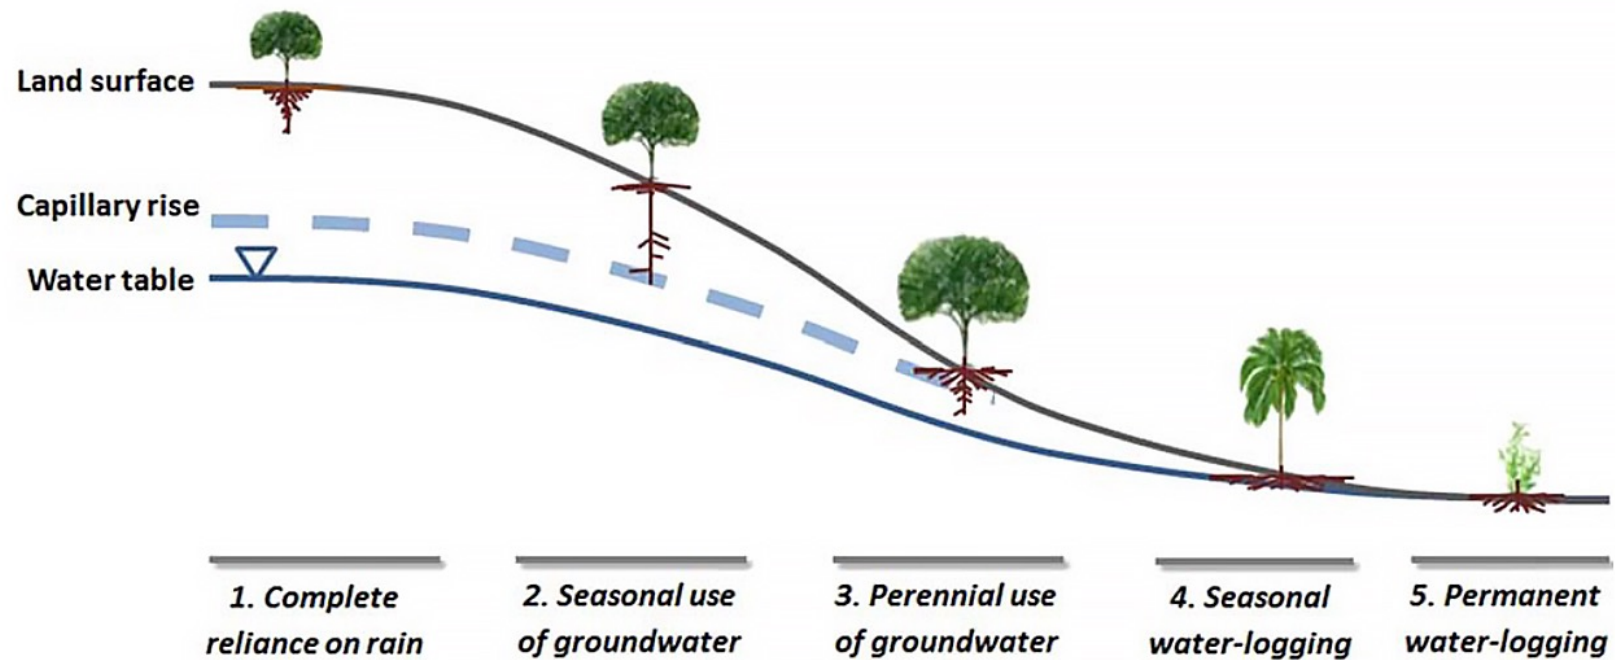 Land surface
Capillary rise
Water table
1. Complete
reliance on rain
2. Seasonal use
of groundwater
3. Perennial use
of groundwater
4. Seasonal
water-logging
5. Permanent
water-logging